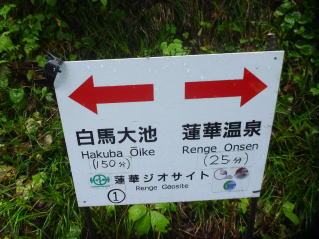 白馬大池 蓮華温泉
Hakuba Ōike Renge Onsen
(150分) (25分)
蓮華ジオサイト
Renge Geosite
①